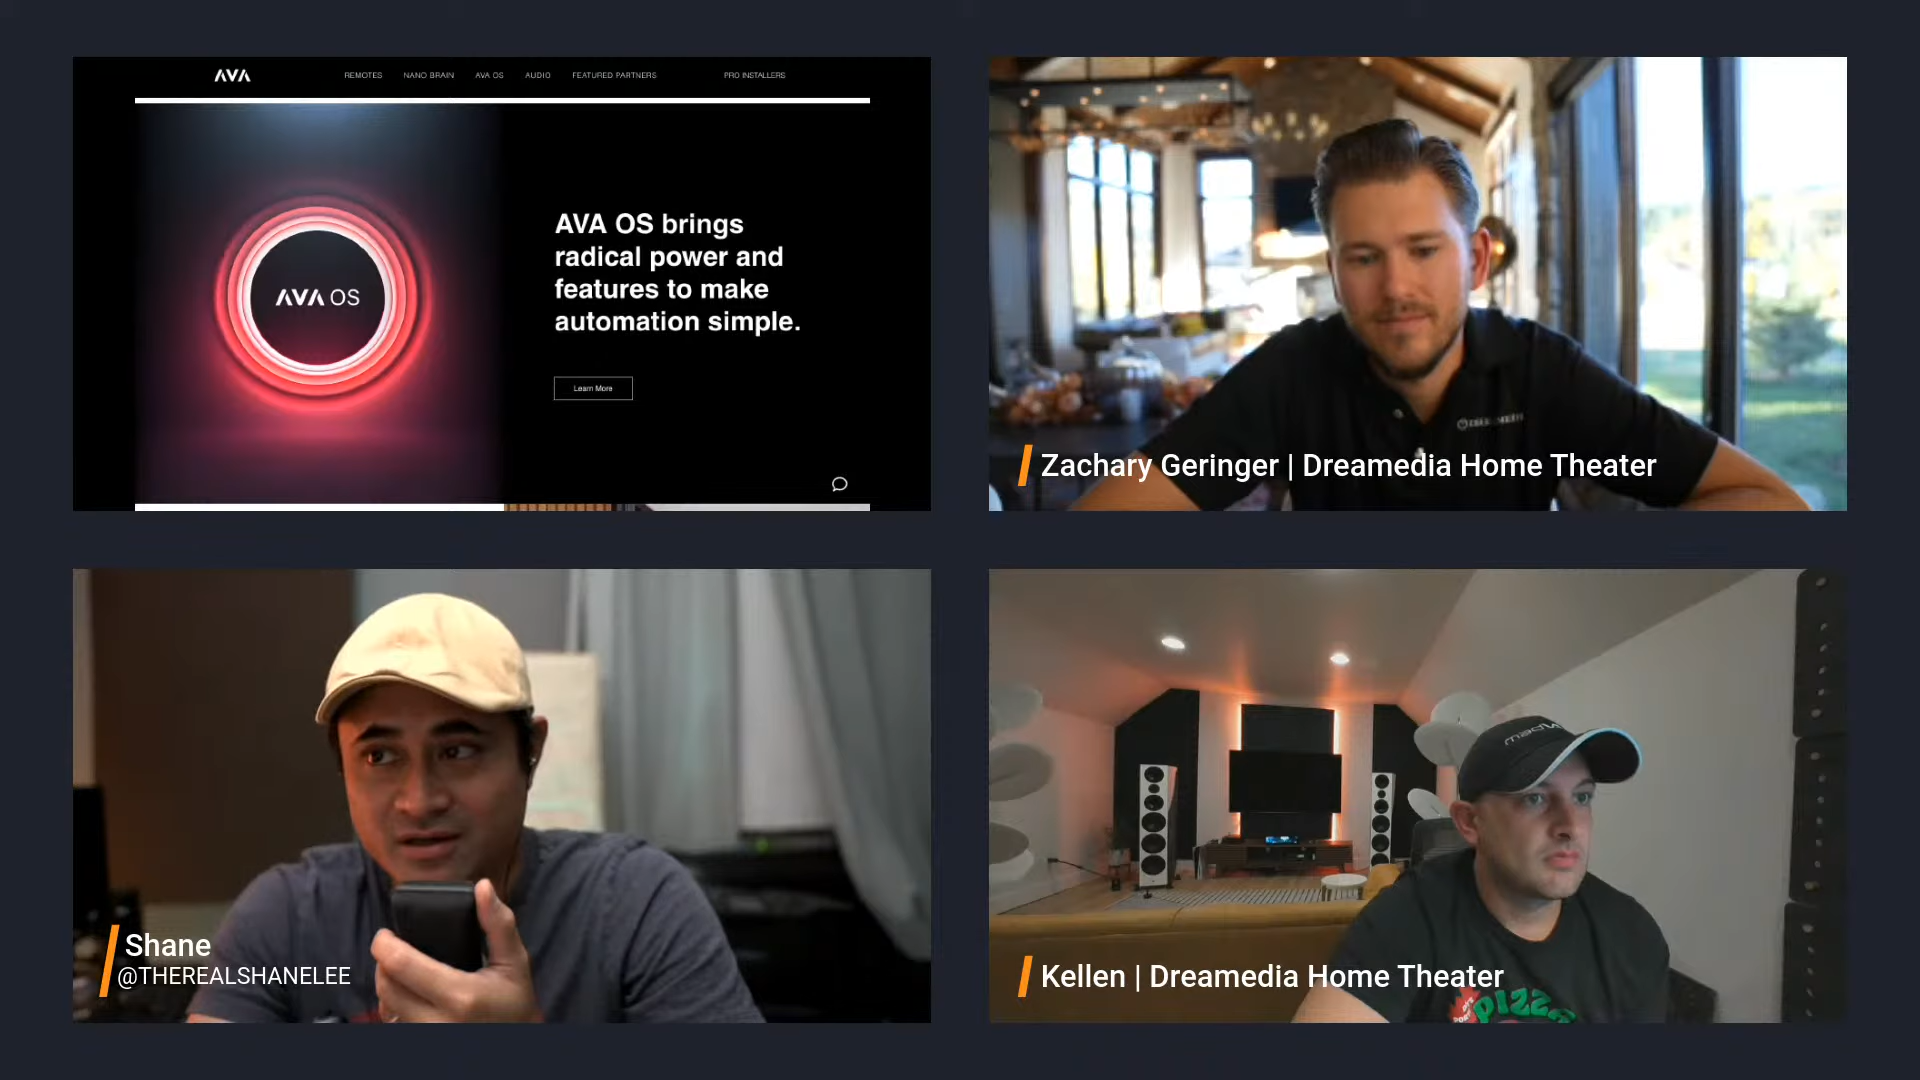 AVA
REMOTES NANO BRAIN AVA OS AUDIO FEATURED PARTNERS PRO INSTALLERS
AVA OS
AVA OS brings
radical power and
features to make
automation simple.
Learn More
Zachary Geringer | Dreamedia Home Theater
Shane
@THEREALSHANELEE
Kellen | Dreamedia Home Theater
PIZZA